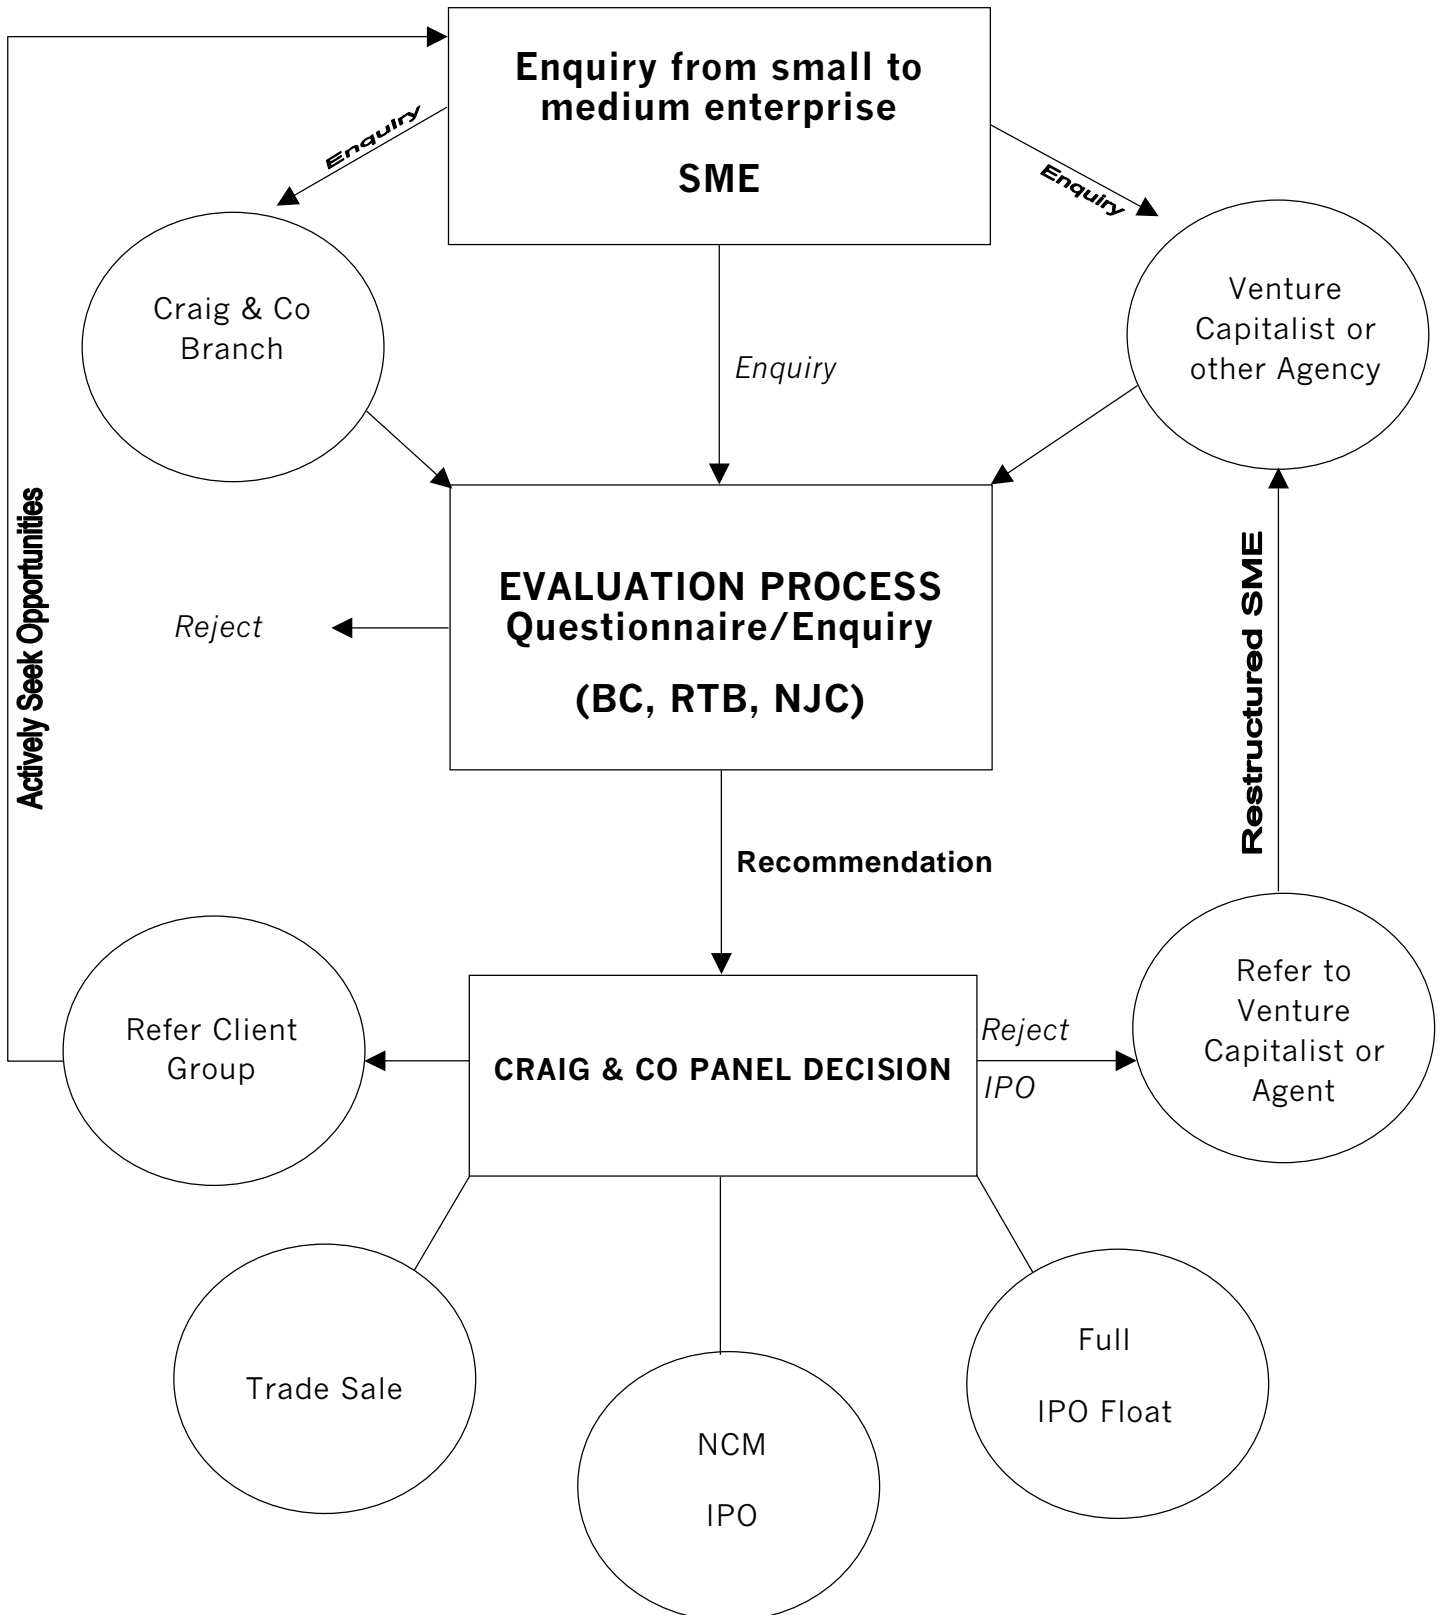 Enquiry from small to
medium enterprise
SME
Enquiry
Enquiry
Craig & Co
Branch
Venture
Capitalist or
other Agency
Enquiry
Actively Seek Opportunities
EVALUATION PROCESS
Questionnaire/Enquiry
(BC, RTB, NJC)
Reject
Restructured SME
Recommendation
Refer Client
Group
CRAIG & CO PANEL DECISION
Reject
IPO
Refer to
Venture
Capitalist or
Agent
Trade Sale
NCM
IPO
Full
IPO Float